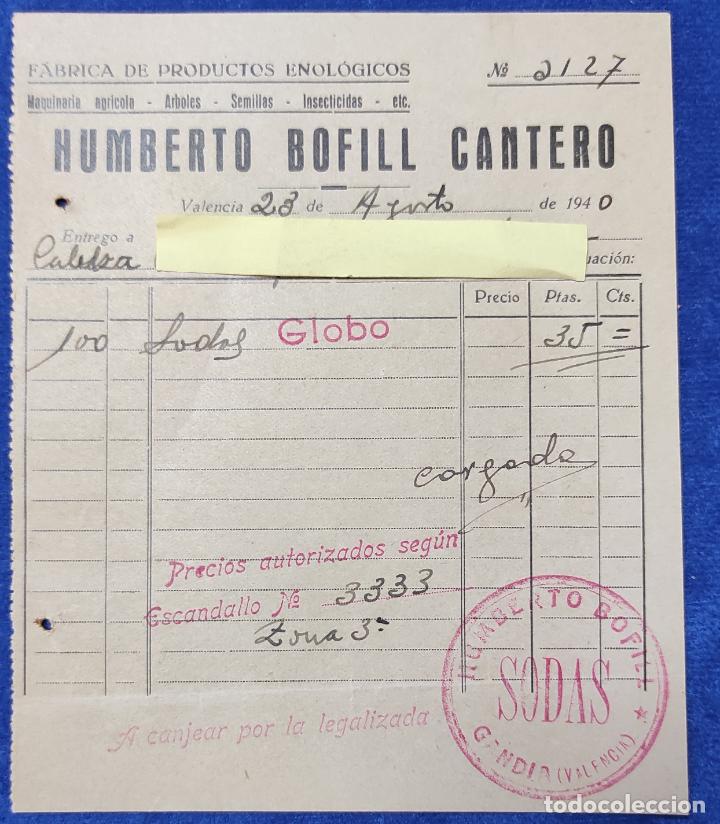 FÁBRICA DE PRODUCTOS ENOLÓGICOS Nº 2127
Maquinaria agrícola - Arboles - Semillas - Insecticidas - etc.
HUMBERTO BOFILL CANTERO
Valencia 23 de Agosto de 1940
Entrego a
uación:
Precio Ptas. Cts.
100 Sodas Globo 35 =
cargado
Precios autorizados según
Escandallo Nº 3333
Zona 3ª
HUMBERTO BOFILL
SODAS
GANDIA (VALENCIA)
A canjear por la legalizada
todocoleccion